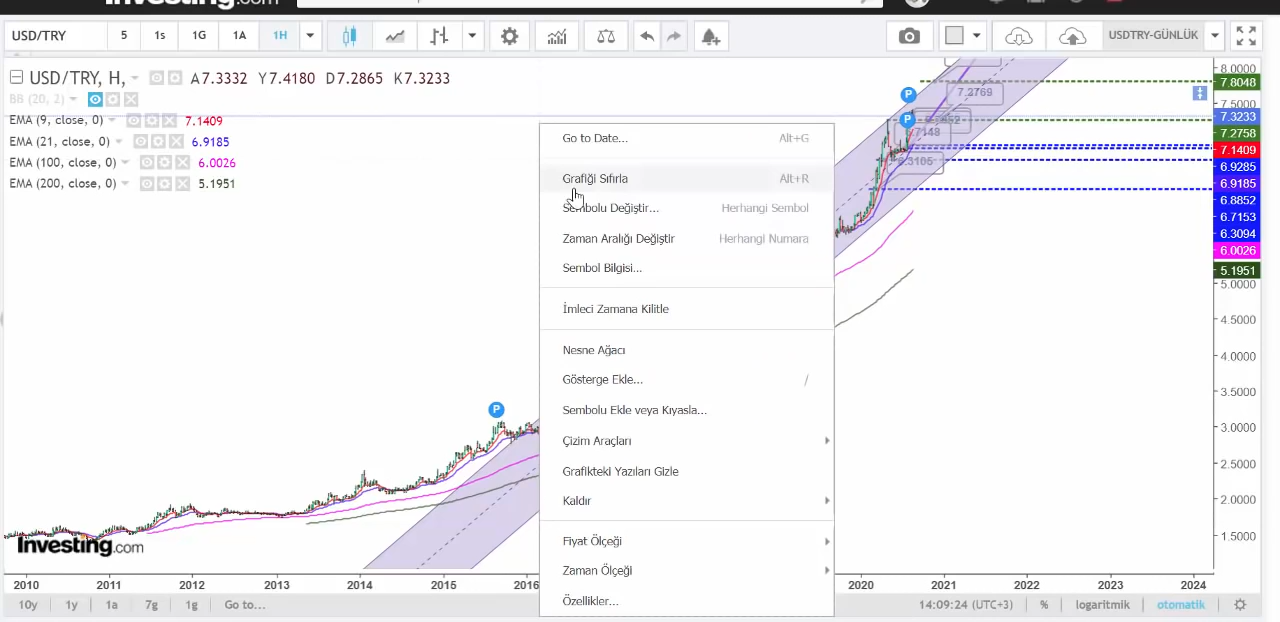 Investing.com
USD/TRY 5 1s 1G 1A 1H USDTRY-GÜNLÜK
USD/TRY, H, A7.3332 Y7.4180 D7.2865 K7.3233
BB (20, 2)
EMA (9, close, 0) 7.1409
EMA (21, close, 0) 6.9185
EMA (100, close, 0) 6.0026
EMA (200, close, 0) 5.1951
P
7.2769
P
7148
6.3105
P
Go to Date... Alt+G
Grafiği Sıfırla Alt+R
Sembolu Değiştir... Herhangi Sembol
Zaman Aralığı Değiştir Herhangi Numara
Sembol Bilgisi...
İmleci Zamana Kilitle
Nesne Ağacı
Gösterge Ekle... /
Sembolu Ekle veya Kıyasla...
Çizim Araçları
Grafikteki Yazıları Gizle
Kaldır
Fiyat Ölçeği
Zaman Ölçeği
Özellikler...
8.0000
7.8048
7.5000
7.3233
7.2758
7.1409
6.9285
6.9185
6.8852
6.7153
6.3094
6.0026
5.1951
5.0000
4.5000
4.0000
3.5000
3.0000
2.5000
2.0000
1.5000
Investing.com
2010 2011 2012 2013 2014 2015 2016 2020 2021 2022 2023 2024
10y 1y 1a 7g 1g Go to... 14:09:24 (UTC+3) % logaritmik otomatik